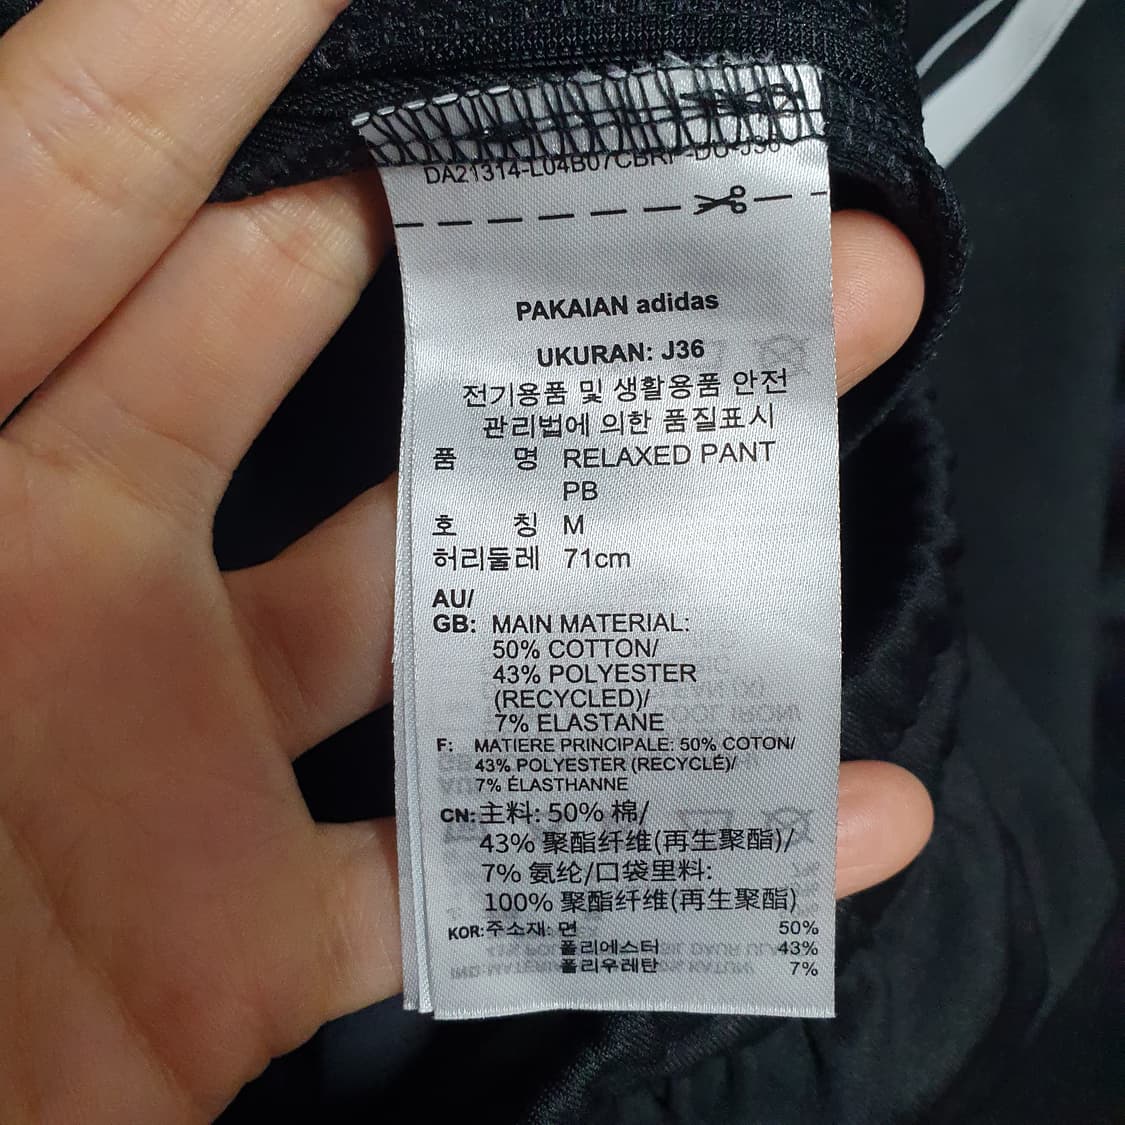 DA21314-L04B07CBRP-DU-J36
PAKAIAN adidas
UKURAN: J36
전기용품 및 생활용품 안전
관리법에 의한 품질표시
품 명 RELAXED PANT
PB
호 칭 M
허리둘레 71cm
AU/
GB: MAIN MATERIAL:
50% COTTON/
43% POLYESTER
(RECYCLED)/
7% ELASTANE
F: MATIERE PRINCIPALE: 50% COTON/
43% POLYESTER (RECYCLÉ)/
7% ÉLASTHANNE
CN: 主料: 50% 棉/
43% 聚酯纤维(再生聚酯)/
7% 氨纶/口袋里料:
100% 聚酯纤维(再生聚酯)
KOR: 주소재: 면 50%
폴리에스터 43%
폴리우레탄 7%